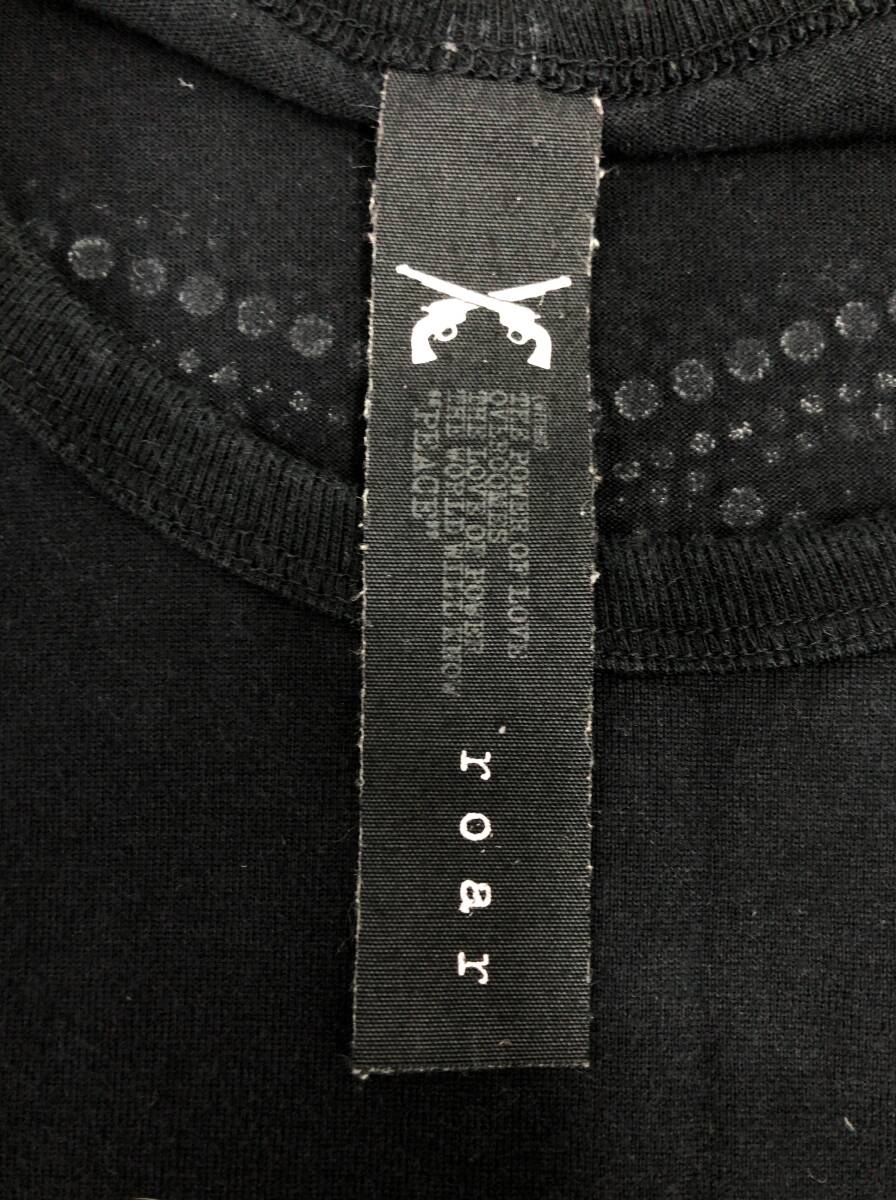 THE POWER OF LOVE
OVERCOMES
THE LOVE OF POWER
THE WORLD WILL KNOW
"PEACE"
roar